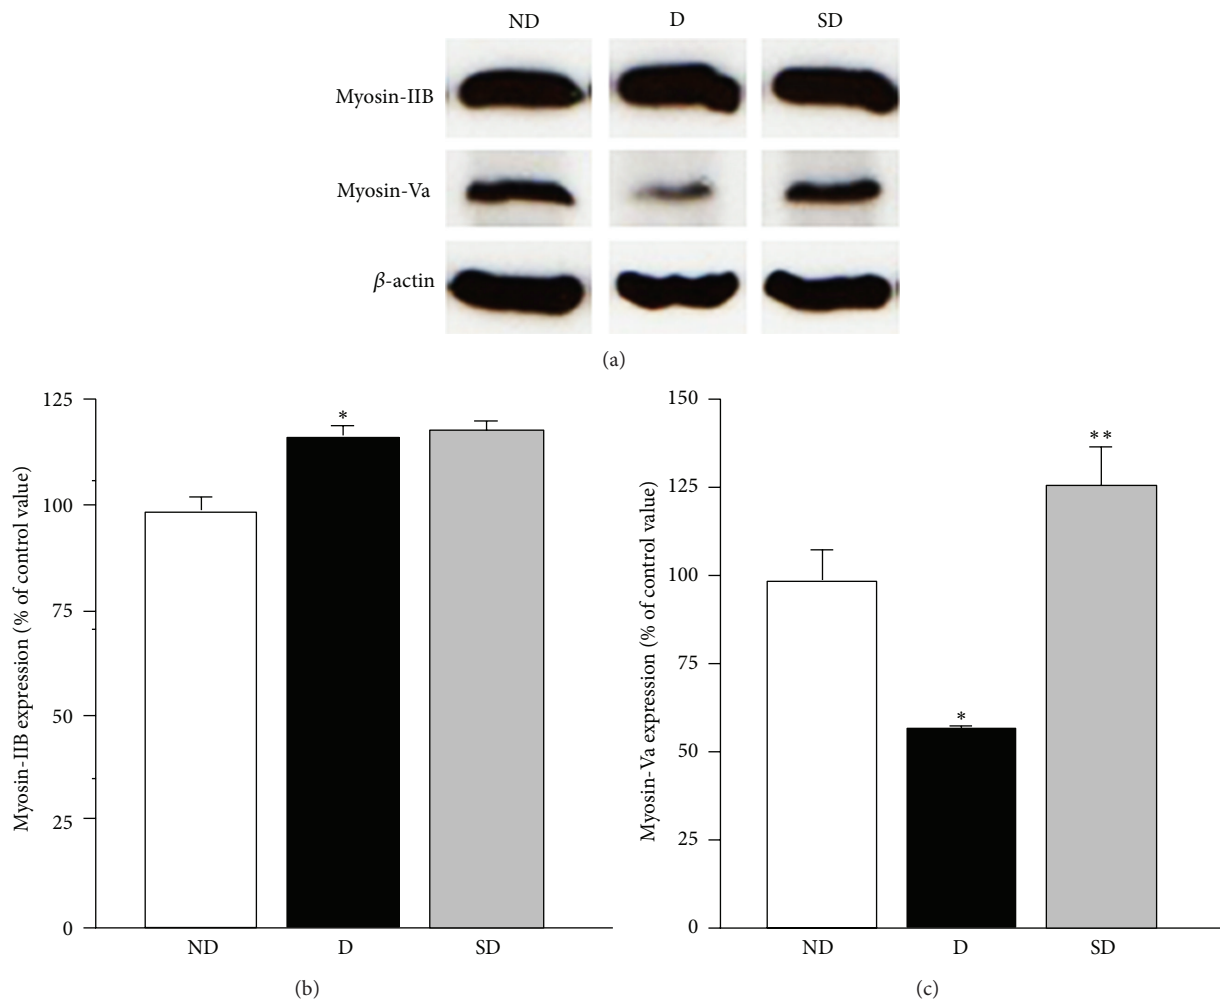 ND D SD
Myosin-IIB
Myosin-Va
β-actin
(a)
Myosin-IIB expression (% of control value)
125
100
75
50
25
0
*
ND D SD
(b)
Myosin-Va expression (% of control value)
150
125
100
75
50
25
0
*
**
ND D SD
(c)